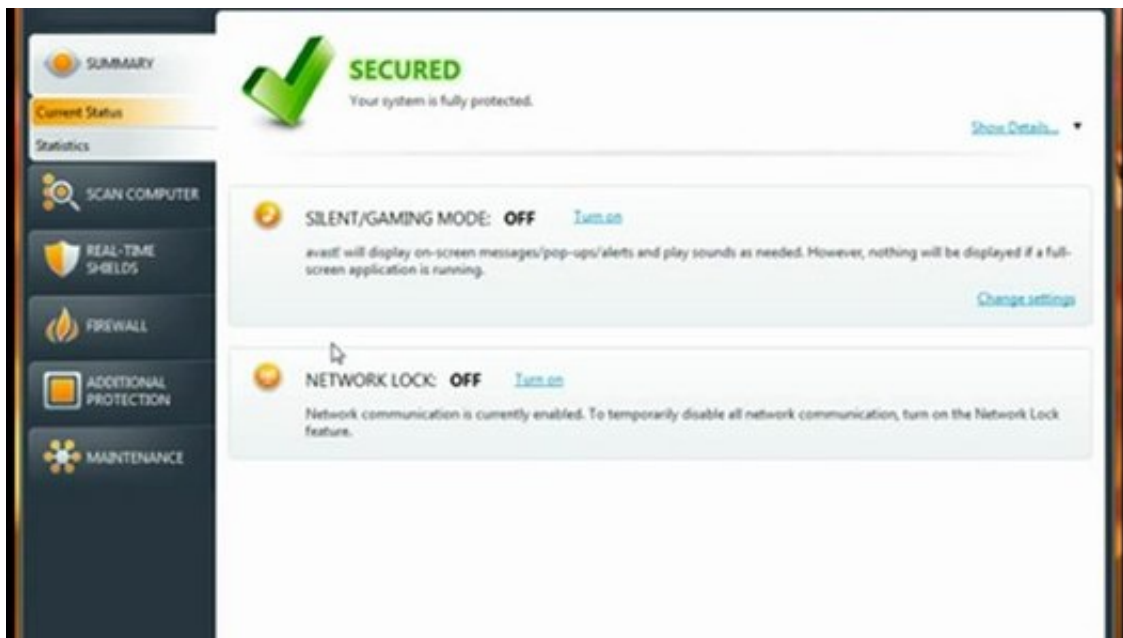 SUMMARY
Current Status
Statistics
SCAN COMPUTER
REAL-TIME
SHIELDS
FIREWALL
ADDITIONAL
PROTECTION
MAINTENANCE
SECURED
Your system is fully protected.
Show Details...
SILENT/GAMING MODE: OFF Turn on
avast! will display on-screen messages/pop-ups/alerts and play sounds as needed. However, nothing will be displayed if a full-
screen application is running.
Change settings
NETWORK LOCK: OFF Turn on
Network communication is currently enabled. To temporarily disable all network communication, turn on the Network Lock
feature.